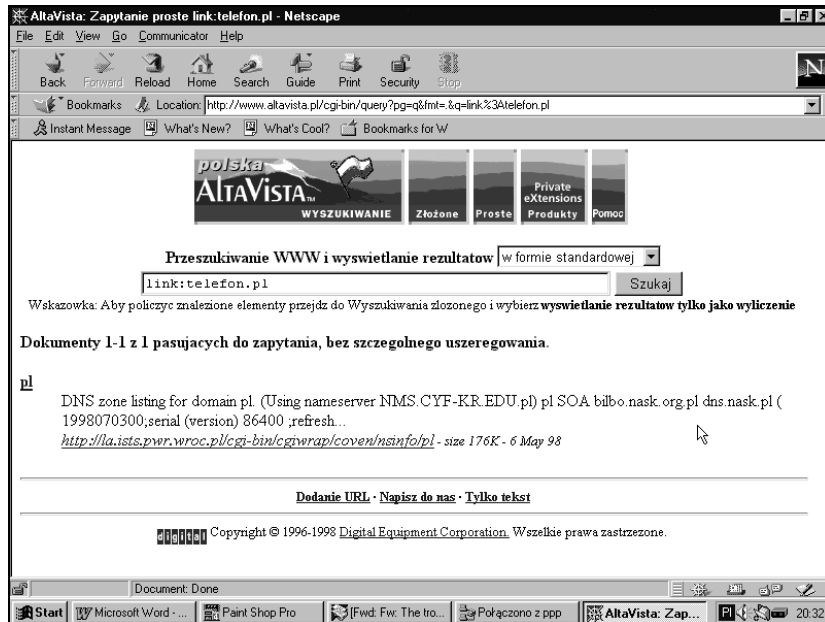 AltaVista: Zapytanie proste link:telefon.pl - Netscape
File Edit View Go Communicator Help
Back Forward Reload Home Search Guide Print Security Stop
N
Bookmarks Location: http://www.altavista.pl/cgi-bin/query?pg=q&fmt=.&q=link%3Atelefon.pl
Instant Message What's New? What's Cool? Bookmarks for W
polska
ALTAVISTA™
WYSZUKIWANIE Złożone Proste Private eXtensions Produkty Pomoc
Przeszukiwanie WWW i wyswietlanie rezultatow w formie standardowej
link:telefon.pl Szukaj
Wskazowka: Aby policzyc znalezione elementy przejdz do Wyszukiwania zlozonego i wybierz wyswietlanie rezultatow tylko jako wyliczenie
Dokumenty 1-1 z 1 pasujacych do zapytania, bez szczegolnego uszeregowania.
pl
DNS zone listing for domain pl. (Using nameserver NMS.CYF-KR.EDU.pl) pl SOA bilbo.nask.org.pl dns.nask.pl (
1998070300;serial (version) 86400 ;refresh...
http://la.ists.pwr.wroc.pl/cgi-bin/cgiwrap/coven/nsinfo/pl - size 176K - 6 May 98
Dodanie URL · Napisz do nas · Tylko tekst
digital Copyright © 1996-1998 Digital Equipment Corporation. Wszelkie prawa zastrzezone.
Document: Done
Start Microsoft Word - ... Paint Shop Pro [Fwd: Fw: The tro... Połączono z ppp AltaVista: Zap... Pl 20:32